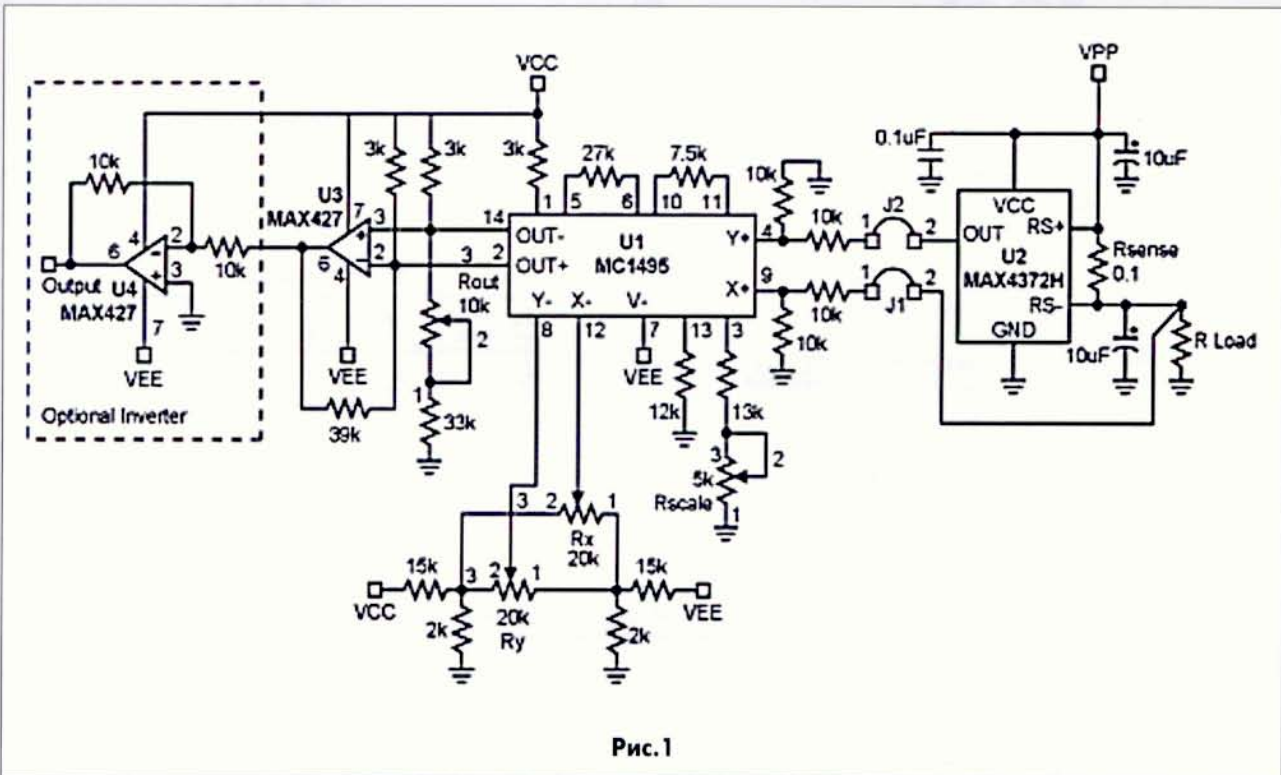 VCC
VPP
10k
3k
3k
3k
27k
7.5k
10k
0.1uF
10uF
U3
MAX427
7
3
2
6
4
VEE
6
4
2
3
7
Output
U4
MAX427
VEE
10k
Optional Inverter
39k
3
Rout
10k
2
1
33k
14
2
1
5
6
10
11
OUT-
OUT+
U1
MC1495
Y+
X+
Y-
X-
V-
4
9
8
12
7
13
3
VEE
10k
10k
10k
J2
1
2
J1
1
2
VCC
OUT
RS+
U2
MAX4372H
RS-
GND
Rsense
0.1
10uF
R Load
12k
13k
3
2
5k
Rscale
1
3
2
1
Rx
20k
15k
3
2
1
15k
VCC
20k
Ry
VEE
2k
2k
Рис.1